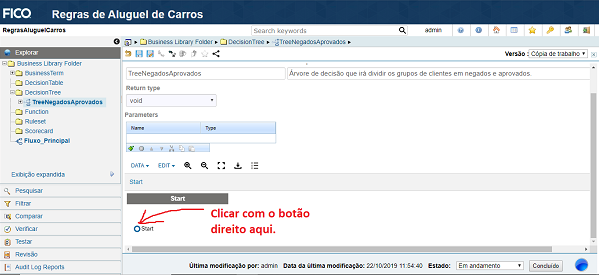 FICO Regras de Aluguel de Carros
RegrasAluguelCarros
Search keywords
admin
Explorar
Business Library Folder
DecisionTree
TreeNegadosAprovados
Versão : Cópia de trabalho
Business Library Folder
BusinessTerm
DecisionTable
DecisionTree
TreeNegadosAprovados
Function
Ruleset
Scorecard
Fluxo_Principal
Exibição expandida
Pesquisar
Filtrar
Comparar
Verificar
Testar
Revisão
Audit Log Reports
TreeNegadosAprovados
Árvore de decisão que irá dividir os grupos de clientes em negados e aprovados.
Return type
void
Parameters
Name Type
DATA EDIT
Start
Start
Start
Clicar com o botão
direito aqui.
Última modificação por: admin Data da última modificação: 22/10/2019 11:54:40 Estado: Em andamento Concluído